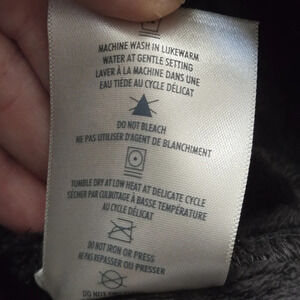 MACHINE WASH IN LUKEWARM
WATER AT GENTLE SETTING
LAVER À LA MACHINE DANS UNE
EAU TIÈDE AU CYCLE DÉLICAT
DO NOT BLEACH
NE PAS UTILISER D'AGENT DE BLANCHIMENT
TUMBLE DRY AT LOW HEAT AT DELICATE CYCLE
SÉCHER PAR CULBUTAGE À BASSE TEMPÉRATURE
AU CYCLE DÉLICAT
DO NOT IRON OR PRESS
NE PAS REPASSER OU PRESSER
DO NOT